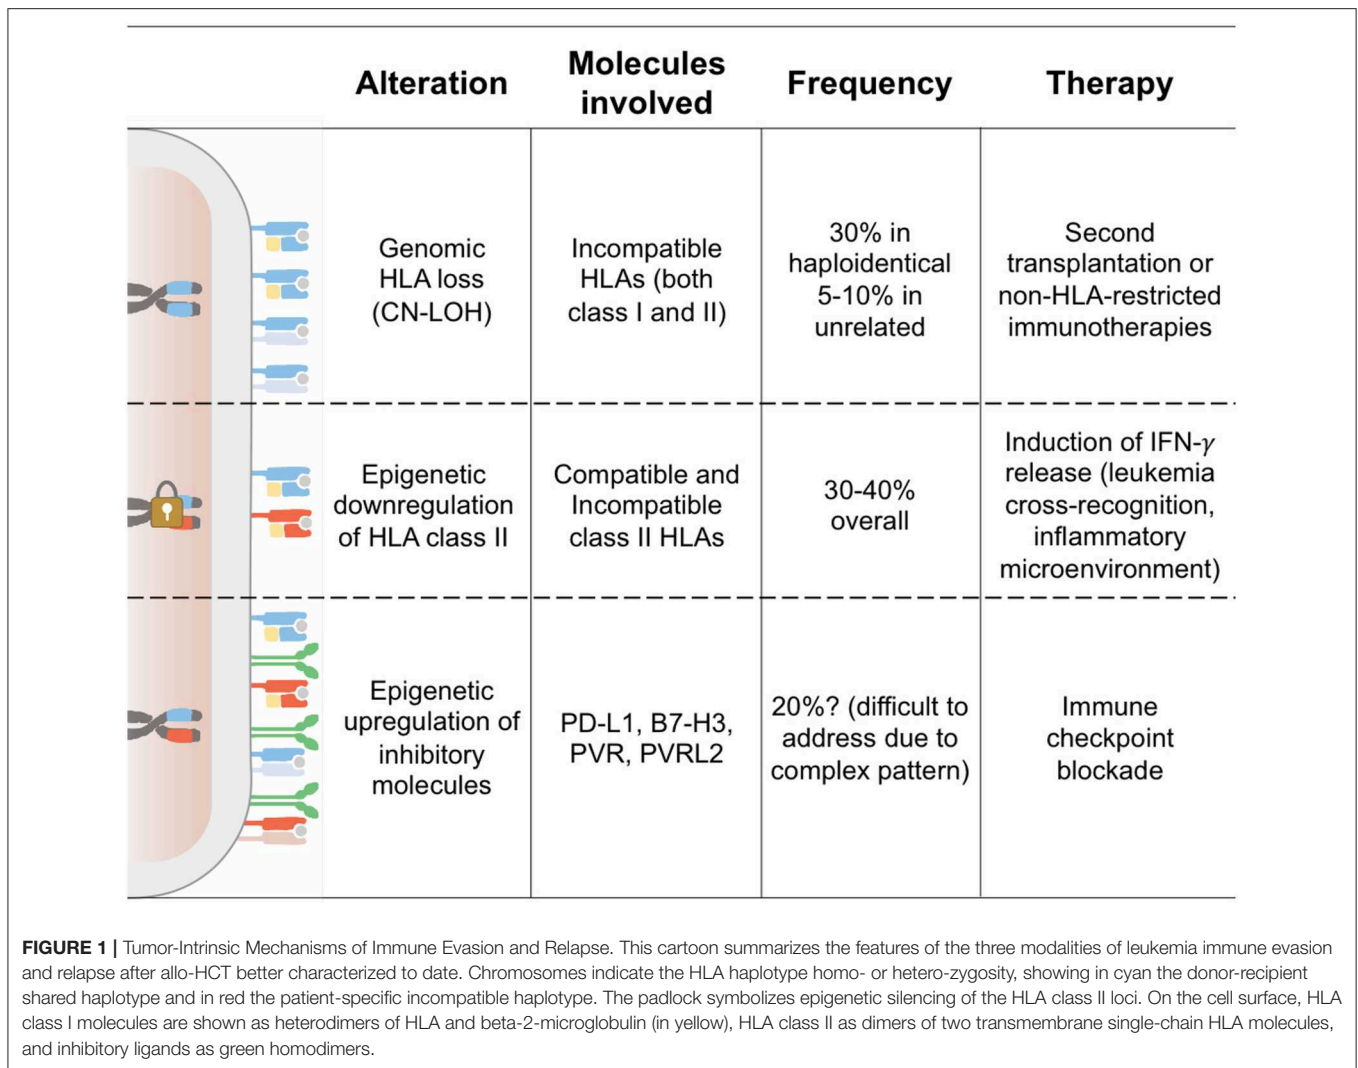 Alteration
Molecules
involved
Frequency
Therapy
Genomic
HLA loss
(CN-LOH)
Incompatible
HLAs (both
class I and II)
30% in
haploidentical
5-10% in
unrelated
Second
transplantation or
non-HLA-restricted
immunotherapies
Epigenetic
downregulation
of HLA class II
Compatible and
Incompatible
class II HLAs
30-40%
overall
Induction of IFN-γ
release (leukemia
cross-recognition,
inflammatory
microenvironment)
Epigenetic
upregulation of
inhibitory
molecules
PD-L1, B7-H3,
PVR, PVRL2
20%? (difficult to
address due to
complex pattern)
Immune
checkpoint
blockade
FIGURE 1 | Tumor-Intrinsic Mechanisms of Immune Evasion and Relapse. This cartoon summarizes the features of the three modalities of leukemia immune evasion
and relapse after allo-HCT better characterized to date. Chromosomes indicate the HLA haplotype homo- or hetero-zygosity, showing in cyan the donor-recipient
shared haplotype and in red the patient-specific incompatible haplotype. The padlock symbolizes epigenetic silencing of the HLA class II loci. On the cell surface, HLA
class I molecules are shown as heterodimers of HLA and beta-2-microglobulin (in yellow), HLA class II as dimers of two transmembrane single-chain HLA molecules,
and inhibitory ligands as green homodimers.